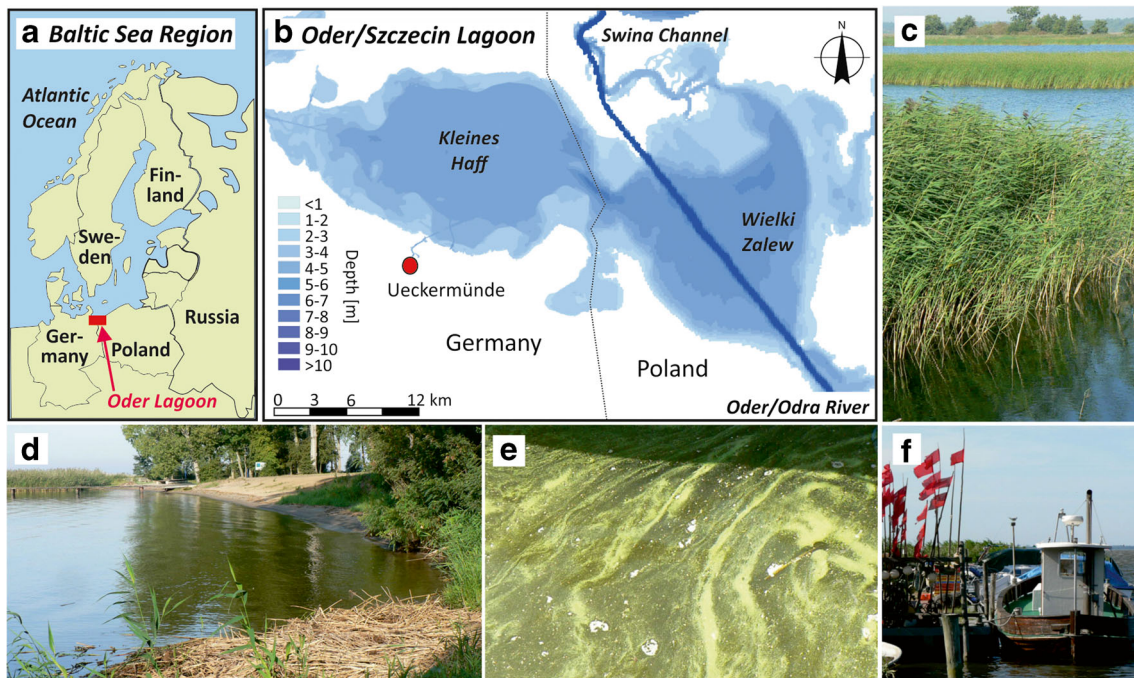 a Baltic Sea Region
Atlantic
Ocean
Fin-
land
Swe-
den
Russia
Ger-
many
Poland
Oder Lagoon
b Oder/Szczecin Lagoon
Swina Channel
N
Kleines
Haff
Wielki
Zalew
<1
1-2
2-3
3-4
4-5
5-6
6-7
7-8
8-9
9-10
>10
Depth [m]
Ueckermünde
Germany
Poland
0 3 6 12 km
Oder/Odra River
c
d
e
f